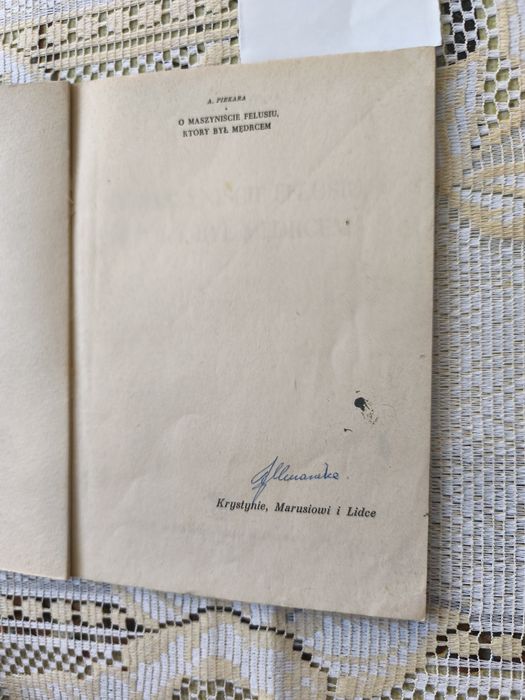 A. PIEKARA
O MASZYNIŚCIE FELUSIU,
KTÓRY BYŁ MĘDRCEM
Krystynie, Marusiowi i Lidce